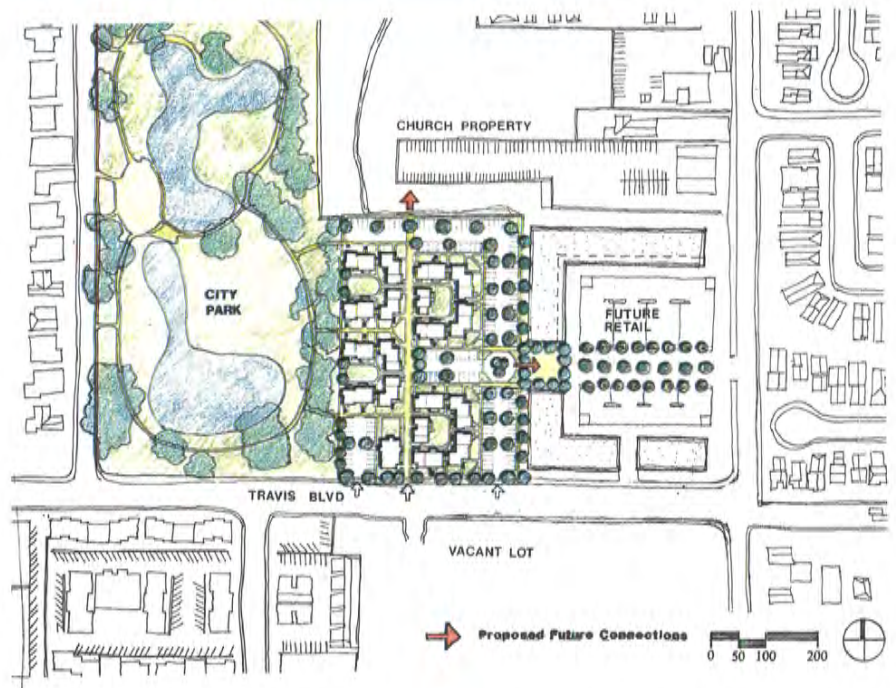 CHURCH PROPERTY
CITY
PARK
FUTURE
RETAIL
TRAVIS BLVD
VACANT LOT
Proposed Future Connections
0 50 100 200